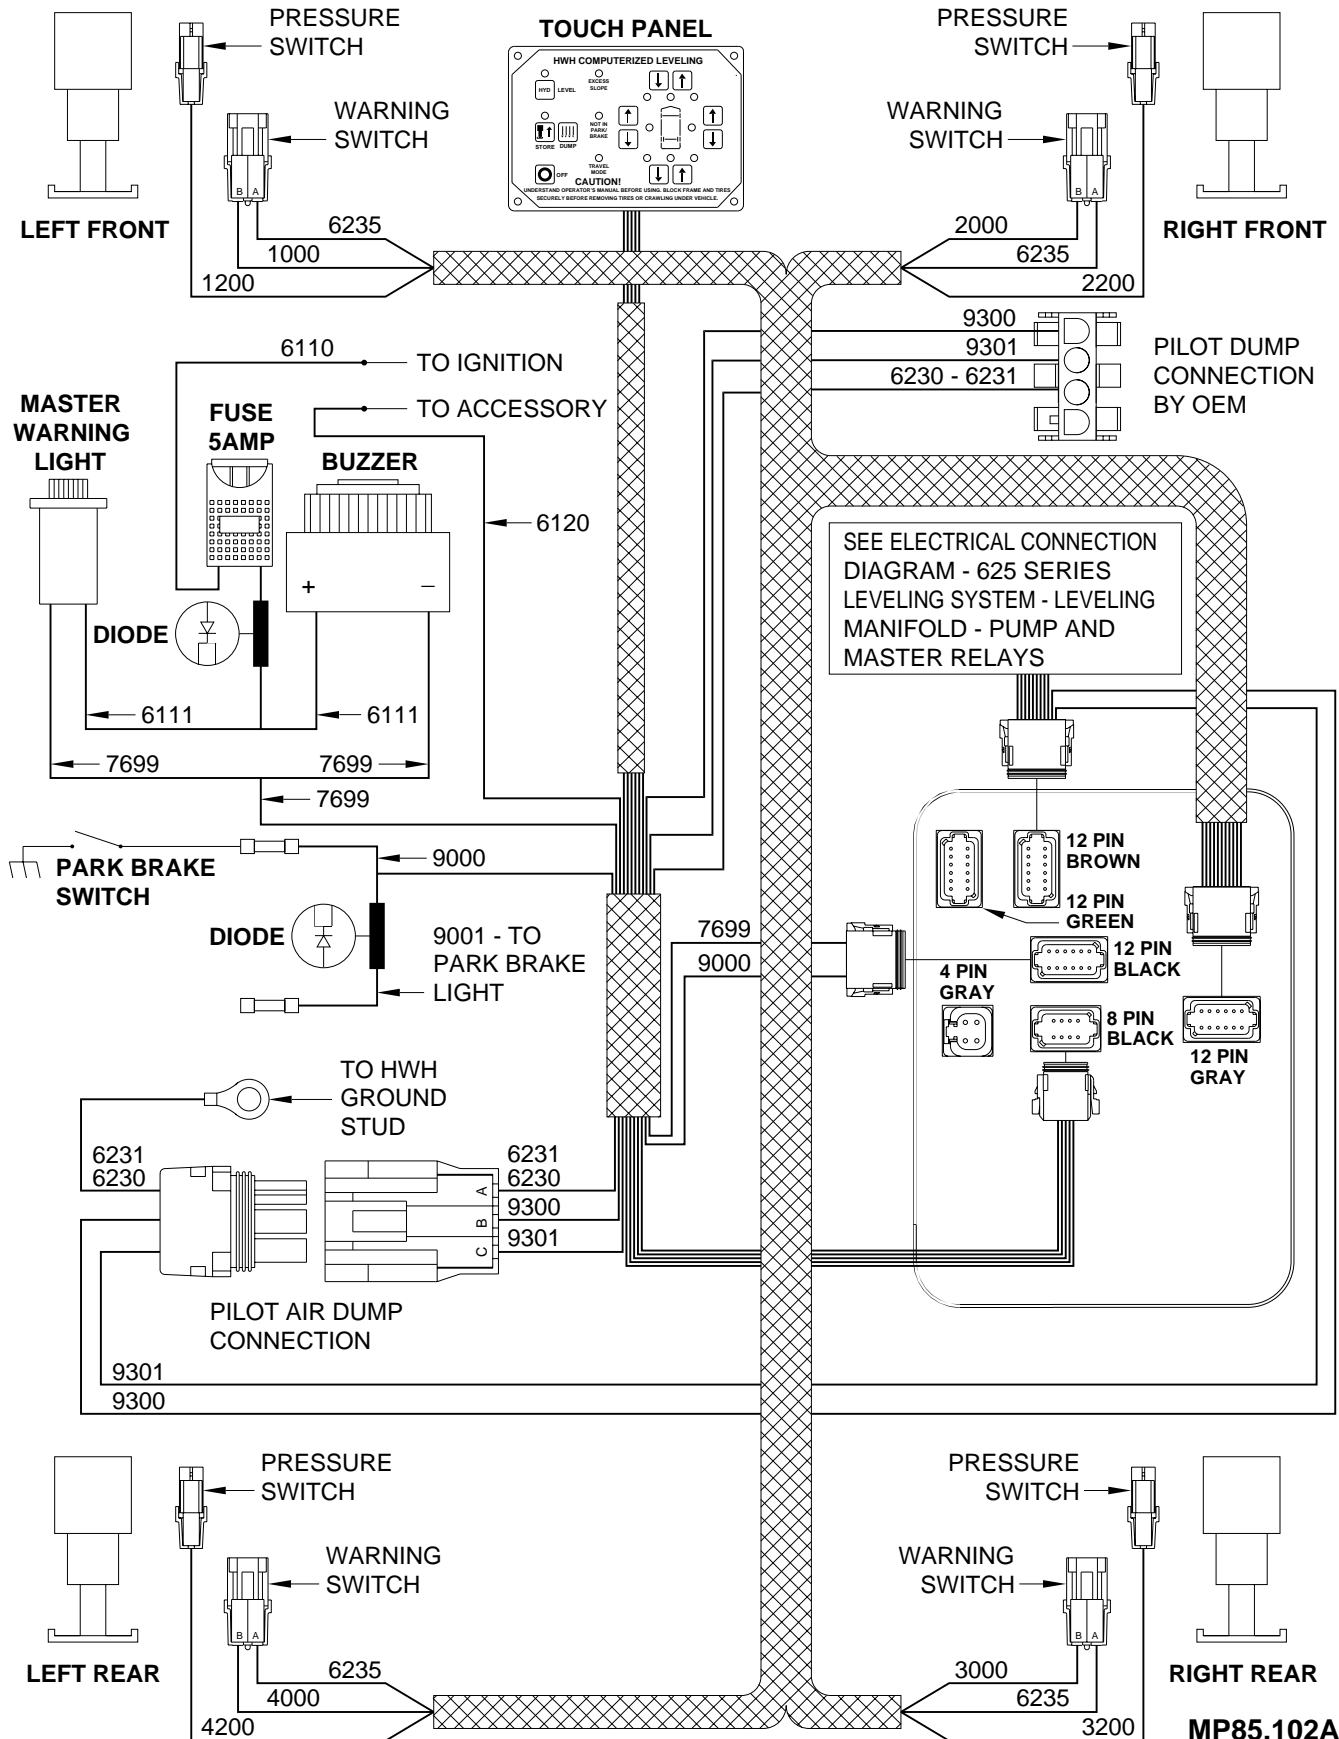 PRESSURE
SWITCH
WARNING
SWITCH
B A
LEFT FRONT
6235
1000
1200
TOUCH PANEL
HWH COMPUTERIZED LEVELING
HYD LEVEL
EXCESS
SLOPE
NOT IN
PARK/
BRAKE
STORE DUMP
TRAVEL
MODE
OFF
CAUTION!
UNDERSTAND OPERATOR'S MANUAL BEFORE USING. BLOCK FRAME AND TIRES
SECURELY BEFORE REMOVING TIRES OR CRAWLING UNDER VEHICLE.
PRESSURE
SWITCH
WARNING
SWITCH
B A
RIGHT FRONT
2000
6235
2200
9300
9301
6230 - 6231
PILOT DUMP
CONNECTION
BY OEM
6110
TO IGNITION
TO ACCESSORY
MASTER
WARNING
LIGHT
FUSE
5AMP
BUZZER
+ –
6120
DIODE
6111
6111
7699
7699
7699
SEE ELECTRICAL CONNECTION
DIAGRAM - 625 SERIES
LEVELING SYSTEM - LEVELING
MANIFOLD - PUMP AND
MASTER RELAYS
PARK BRAKE
SWITCH
9000
DIODE
9001 - TO
PARK BRAKE
LIGHT
7699
9000
12 PIN
BROWN
12 PIN
GREEN
12 PIN
BLACK
4 PIN
GRAY
8 PIN
BLACK
12 PIN
GRAY
TO HWH
GROUND
STUD
6231
6230
6231
6230
9300
9301
A
B
C
PILOT AIR DUMP
CONNECTION
9301
9300
PRESSURE
SWITCH
WARNING
SWITCH
B A
LEFT REAR
6235
4000
4200
PRESSURE
SWITCH
WARNING
SWITCH
B A
RIGHT REAR
3000
6235
3200
MP85.102A